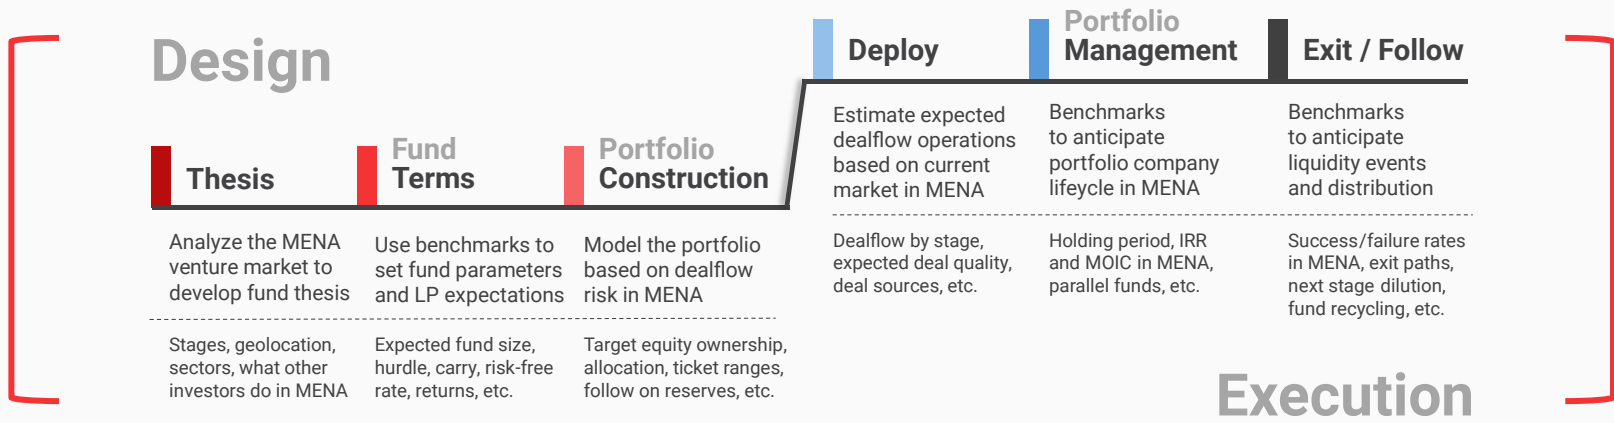 Design
Thesis
Analyze the MENA
venture market to
develop fund thesis
Stages, geolocation,
sectors, what other
investors do in MENA
Fund
Terms
Use benchmarks to
set fund parameters
and LP expectations
Expected fund size,
hurdle, carry, risk-free
rate, returns, etc.
Portfolio
Construction
Model the portfolio
based on dealflow
risk in MENA
Target equity ownership,
allocation, ticket ranges,
follow on reserves, etc.
Deploy
Estimate expected
dealflow operations
based on current
market in MENA
Dealflow by stage,
expected deal quality,
deal sources, etc.
Portfolio
Management
Benchmarks
to anticipate
portfolio company
lifeycle in MENA
Holding period, IRR
and MOIC in MENA,
parallel funds, etc.
Exit / Follow
Benchmarks
to anticipate
liquidity events
and distribution
Success/failure rates
in MENA, exit paths,
next stage dilution,
fund recycling, etc.
Execution